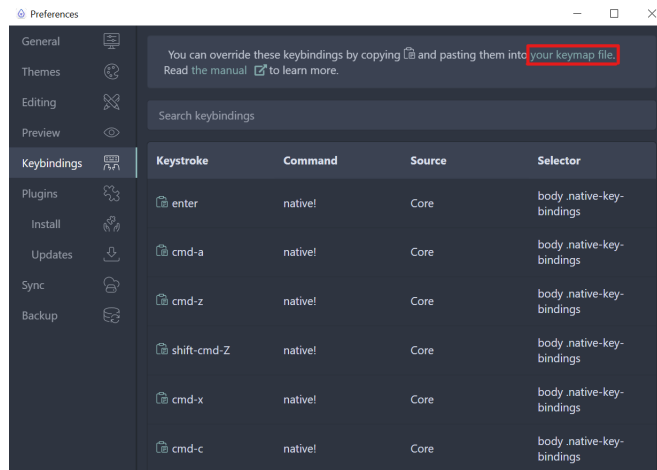 Preferences
General
Themes
Editing
Preview
Keybindings
Plugins
Install
Updates
Sync
Backup
You can override these keybindings by copying and pasting them into your keymap file.
Read the manual to learn more.
Search keybindings
Keystroke Command Source Selector
enter native! Core body .native-key-
bindings
cmd-a native! Core body .native-key-
bindings
cmd-z native! Core body .native-key-
bindings
shift-cmd-Z native! Core body .native-key-
bindings
cmd-x native! Core body .native-key-
bindings
cmd-c native! Core body .native-key-
bindings